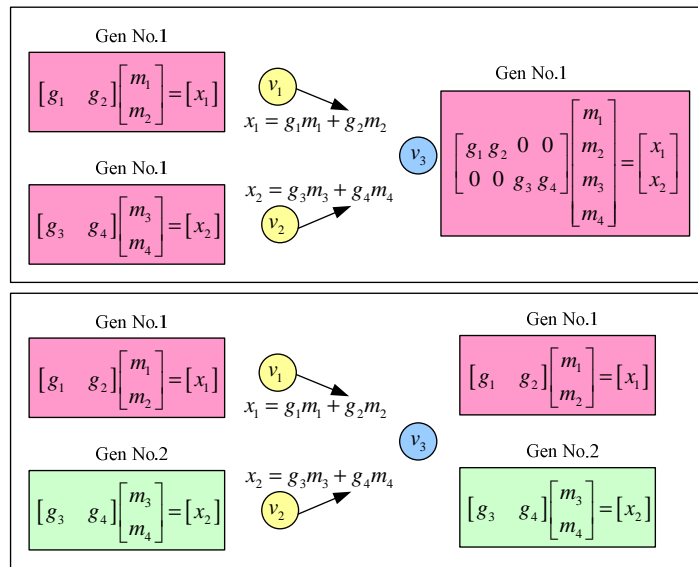 Gen No.1
[g₁ g₂][m₁ m₂]=[x₁]
v₁
x₁ = g₁m₁ + g₂m₂
Gen No.1
[g₃ g₄][m₃ m₄]=[x₂]
x₂ = g₃m₃ + g₄m₄
v₂
v₃
Gen No.1
[g₁ g₂ 0 0
0 0 g₃ g₄][m₁ m₂ m₃ m₄]=[x₁ x₂]
Gen No.1
[g₁ g₂][m₁ m₂]=[x₁]
v₁
x₁ = g₁m₁ + g₂m₂
Gen No.2
[g₃ g₄][m₃ m₄]=[x₂]
x₂ = g₃m₃ + g₄m₄
v₂
v₃
Gen No.1
[g₁ g₂][m₁ m₂]=[x₁]
Gen No.2
[g₃ g₄][m₃ m₄]=[x₂]